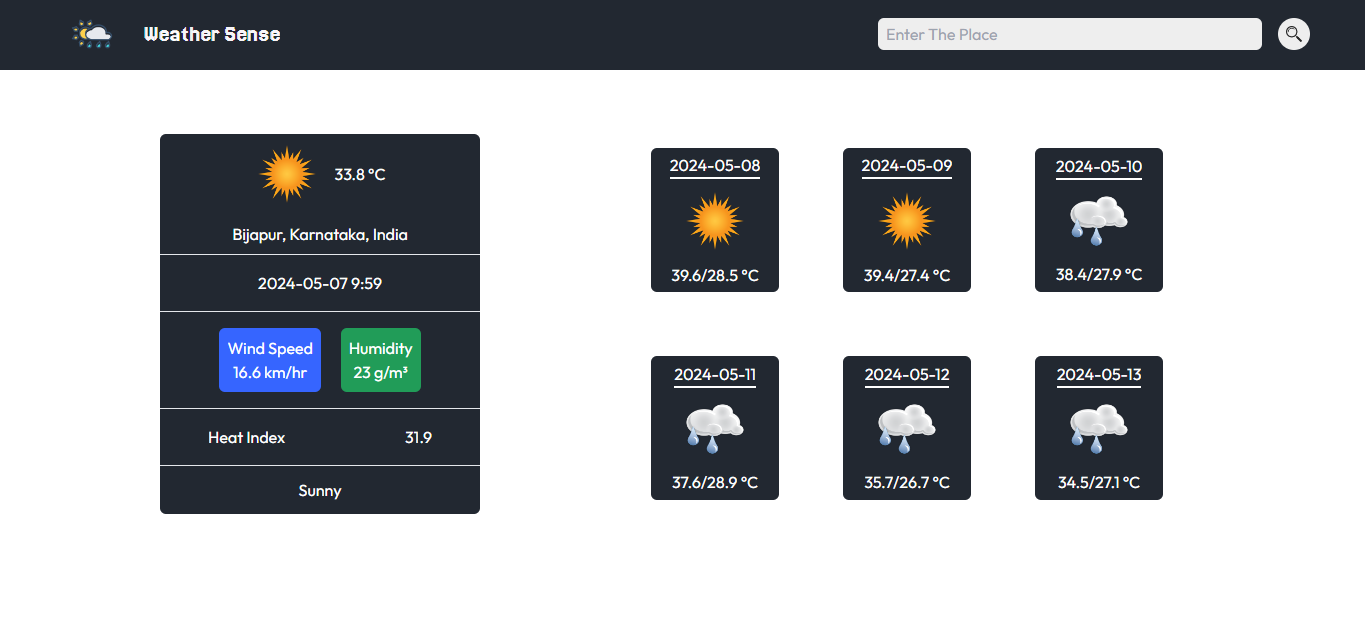 Weather Sense
Enter The Place
33.8 °C
Bijapur, Karnataka, India
2024-05-07 9:59
Wind Speed
16.6 km/hr
Humidity
23 g/m³
Heat Index 31.9
Sunny
2024-05-08
39.6/28.5 °C
2024-05-09
39.4/27.4 °C
2024-05-10
38.4/27.9 °C
2024-05-11
37.6/28.9 °C
2024-05-12
35.7/26.7 °C
2024-05-13
34.5/27.1 °C